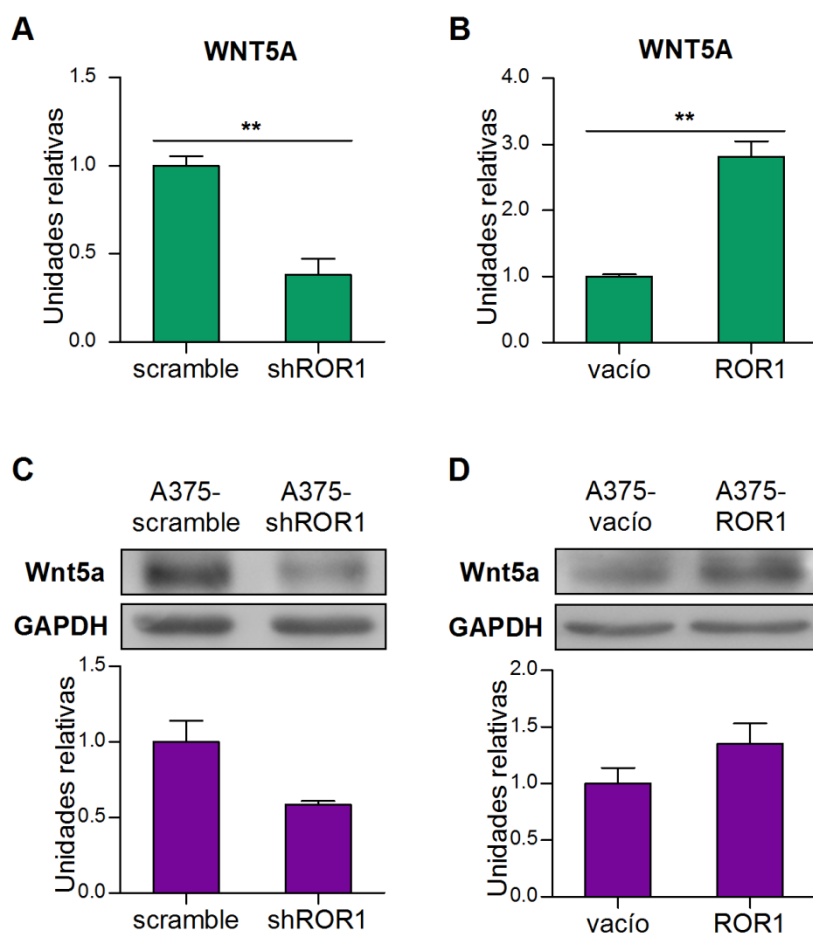 A
WNT5A
Unidades relativas
1.5
1.0
0.5
0.0
**
scramble shROR1
B
WNT5A
Unidades relativas
4.0
3.0
2.0
1.0
0.0
**
vacío ROR1
C
A375-
scramble
A375-
shROR1
Wnt5a
GAPDH
Unidades relativas
1.5
1.0
0.5
0.0
scramble shROR1
D
A375-
vacío
A375-
ROR1
Wnt5a
GAPDH
Unidades relativas
2.0
1.5
1.0
0.5
0.0
vacío ROR1